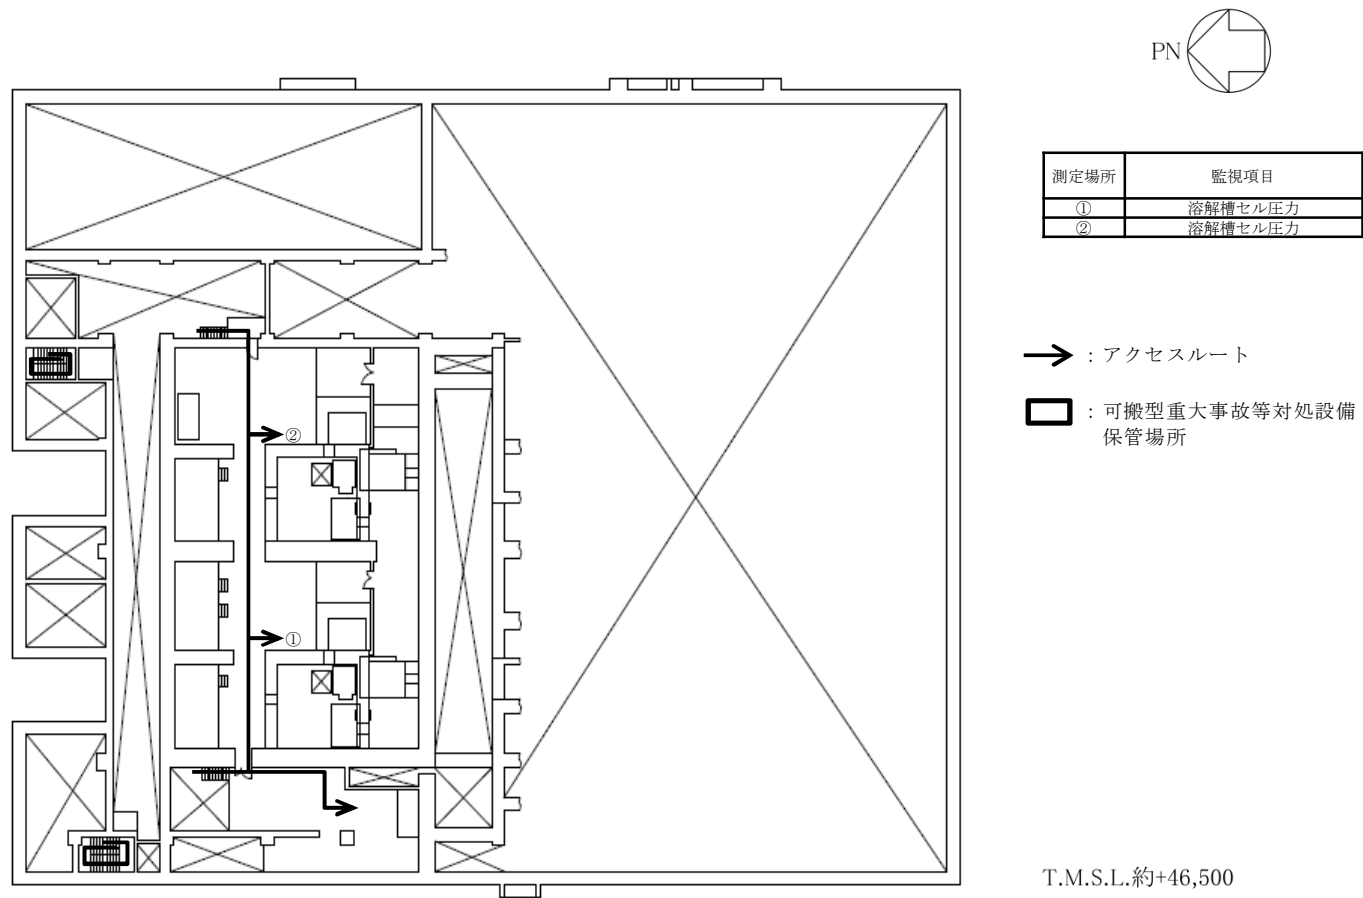 PN
測定場所 監視項目
① 溶解槽セル圧力
② 溶解槽セル圧力
：アクセスルート
：可搬型重大事故等対処設備
保管場所
②
①
T.M.S.L.約+46,500